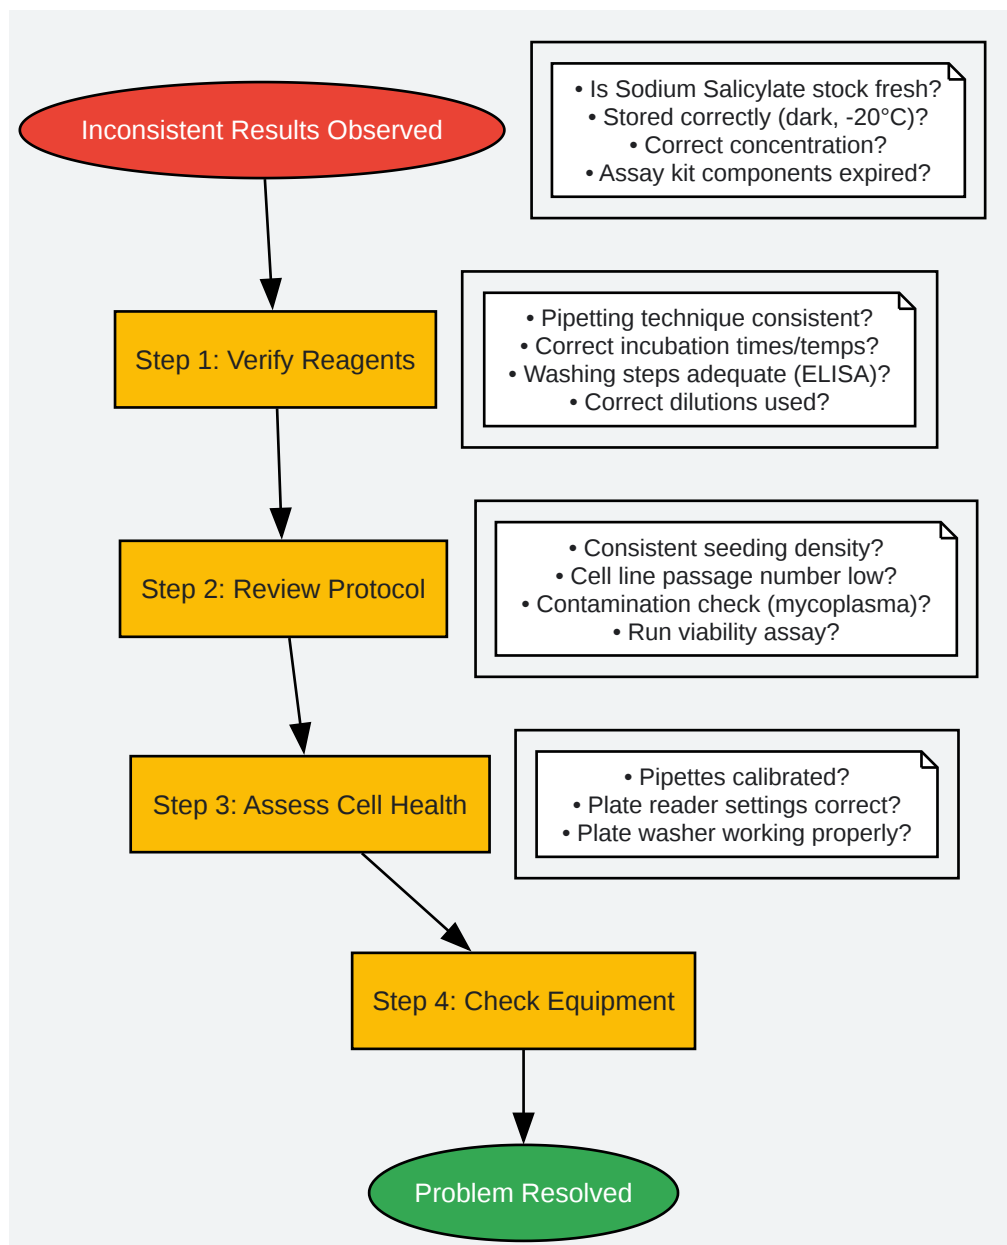 Inconsistent Results Observed
• Is Sodium Salicylate stock fresh?
• Stored correctly (dark, -20°C)?
• Correct concentration?
• Assay kit components expired?
Step 1: Verify Reagents
• Pipetting technique consistent?
• Correct incubation times/temps?
• Washing steps adequate (ELISA)?
• Correct dilutions used?
Step 2: Review Protocol
• Consistent seeding density?
• Cell line passage number low?
• Contamination check (mycoplasma)?
• Run viability assay?
Step 3: Assess Cell Health
• Pipettes calibrated?
• Plate reader settings correct?
• Plate washer working properly?
Step 4: Check Equipment
Problem Resolved